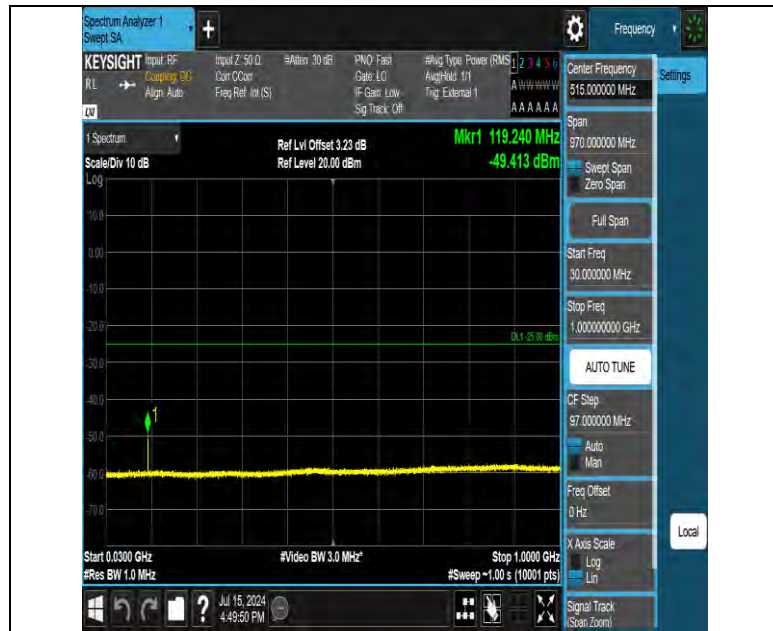 Spectrum Analyzer 1
Swept SA
+
Frequency
KEYSIGHT
RL
Input: RF
Coupling: DC
Align: Auto
Input Z: 50 Ω
Corr CCorr
Freq Ref: Int (S)
#Atten: 30 dB
PNO: Fast
Gate: LO
IF Gain: Low
Sig Track: Off
#Avg Type: Power (RMS
Avg|Hold: 1/1
Trig: External 1
1 2 3 4 5 6
A WW WW W
A A A A A A
1 Spectrum
Scale/Div 10 dB
Log
Ref Lvl Offset 3.23 dB
Ref Level 20.00 dBm
Mkr1 119.240 MHz
-49.413 dBm
10.0
0.00
-10.0
-20.0
-30.0
-40.0
-50.0
-60.0
-70.0
DL1 -25.00 dBm
1
Start 0.0300 GHz
#Res BW 1.0 MHz
#Video BW 3.0 MHz*
Stop 1.0000 GHz
#Sweep ~1.00 s (10001 pts)
?
Jul 15, 2024
4:49:50 PM
Center Frequency
515.000000 MHz
Span
970.000000 MHz
Swept Span
Zero Span
Full Span
Start Freq
30.000000 MHz
Stop Freq
1.000000000 GHz
AUTO TUNE
CF Step
97.000000 MHz
Auto
Man
Freq Offset
0 Hz
X Axis Scale
Log
Lin
Signal Track
(Span Zoom)
Settings
Local